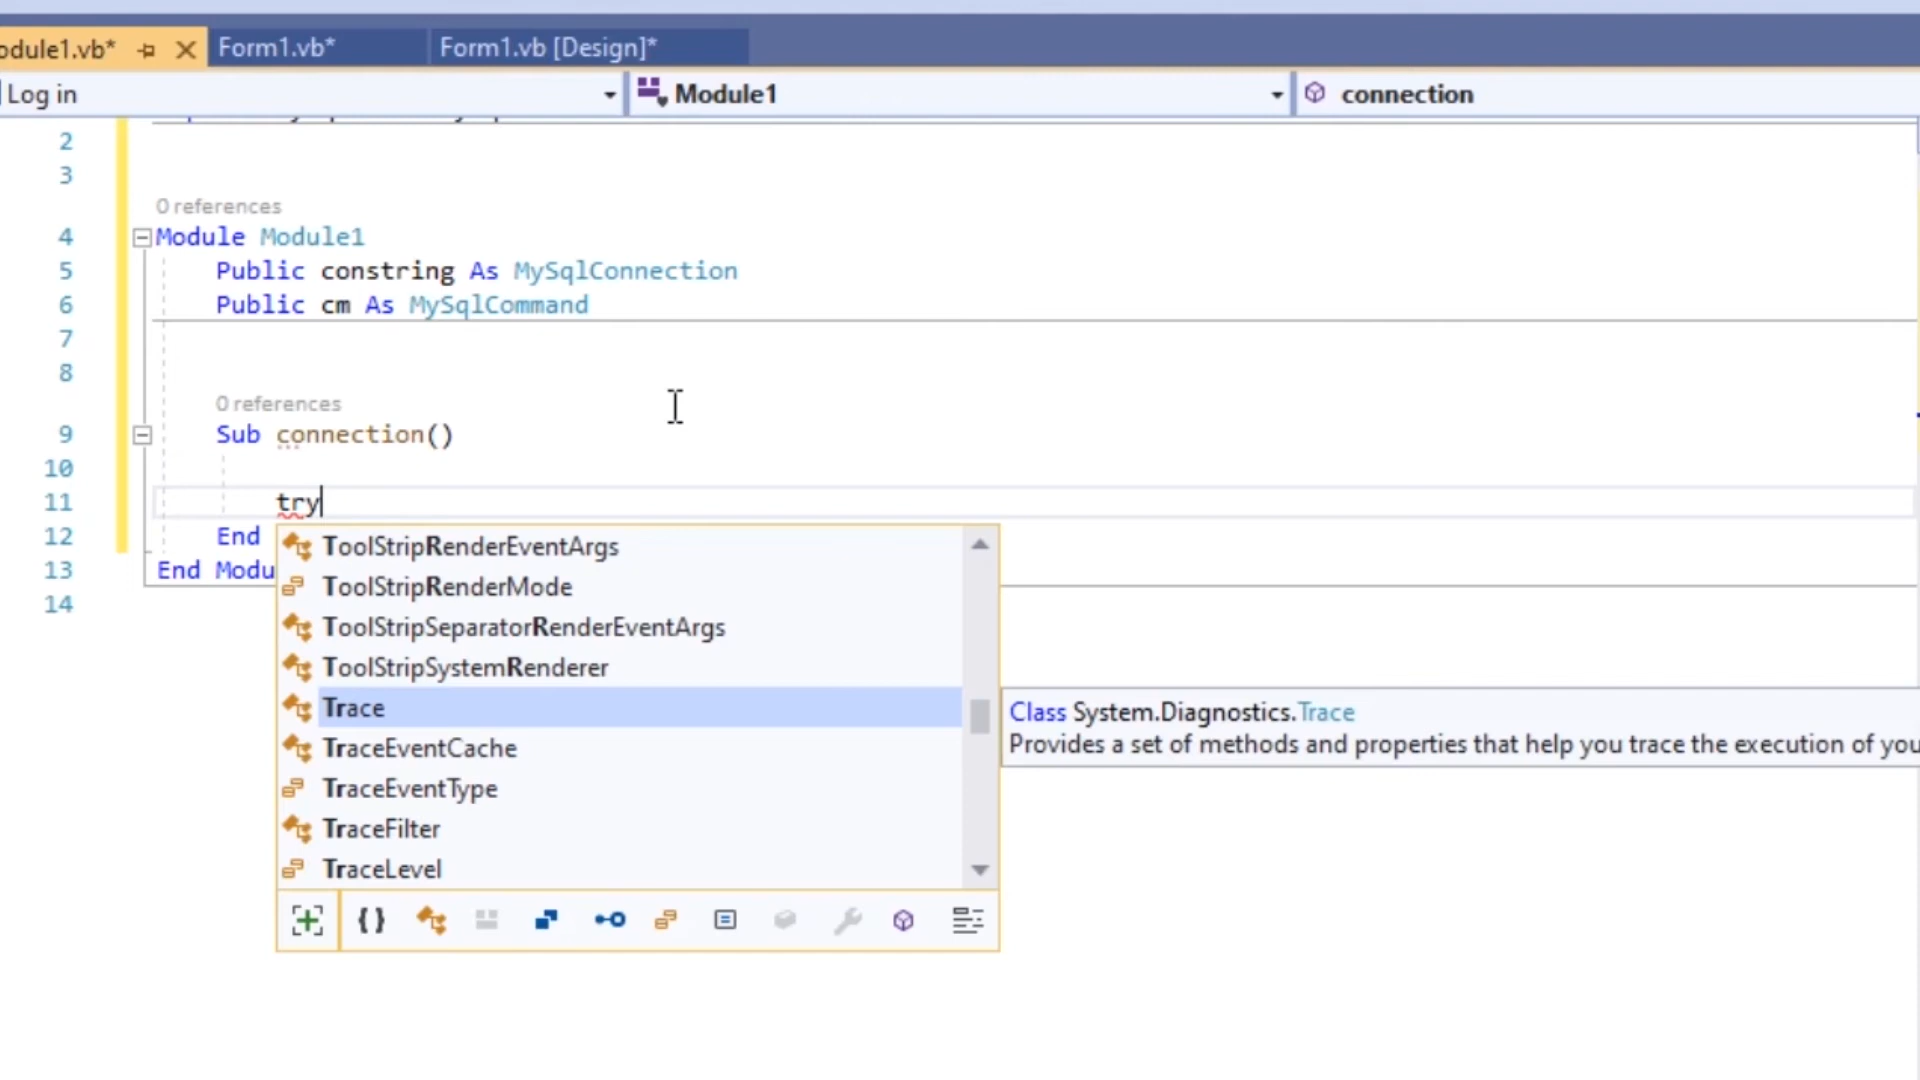 odule1.vb*
Form1.vb*
Form1.vb [Design]*
Log in
Module1
connection
2
3
0 references
4 Module Module1
5 Public constring As MySqlConnection
6 Public cm As MySqlCommand
7
8
0 references
9 Sub connection()
10
11 try
12 End
13 End Modu
14
ToolStripRenderEventArgs
ToolStripRenderMode
ToolStripSeparatorRenderEventArgs
ToolStripSystemRenderer
Trace
TraceEventCache
TraceEventType
TraceFilter
TraceLevel
Class System.Diagnostics.Trace
Provides a set of methods and properties that help you trace the execution of you